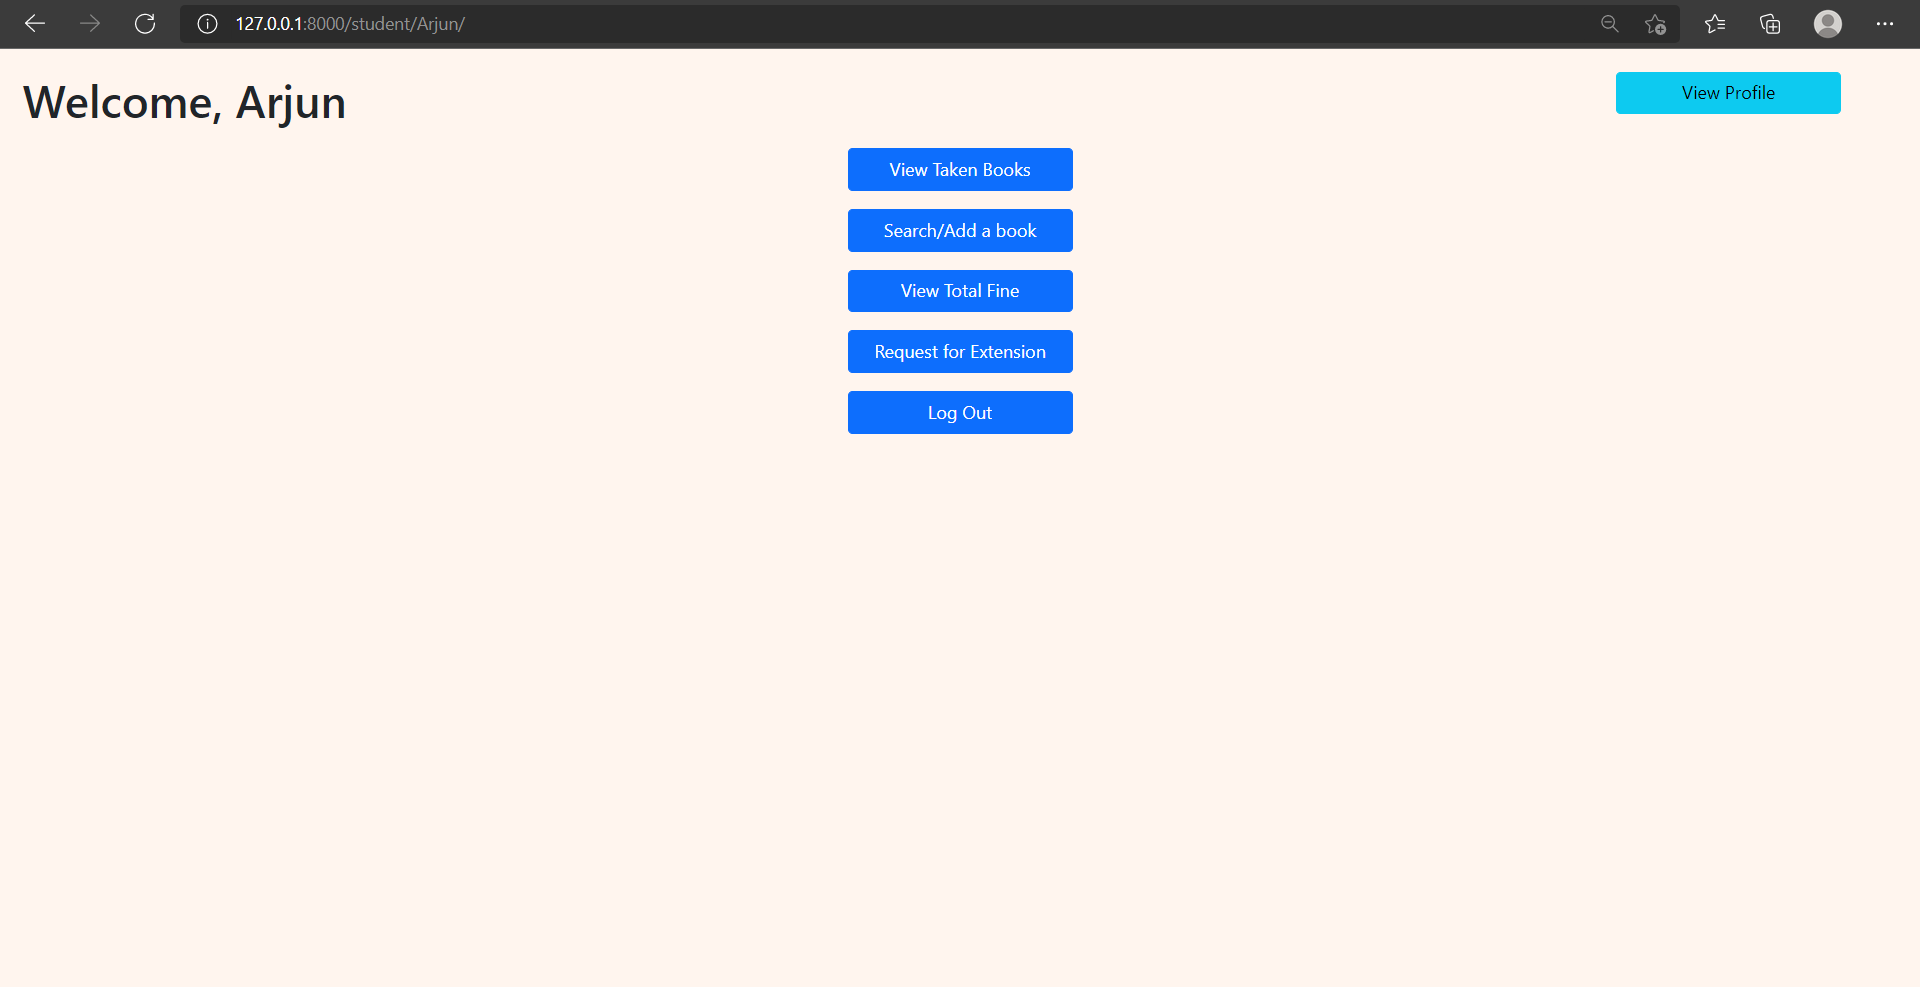 127.0.0.1:8000/student/Arjun/
Welcome, Arjun
View Profile
View Taken Books
Search/Add a book
View Total Fine
Request for Extension
Log Out